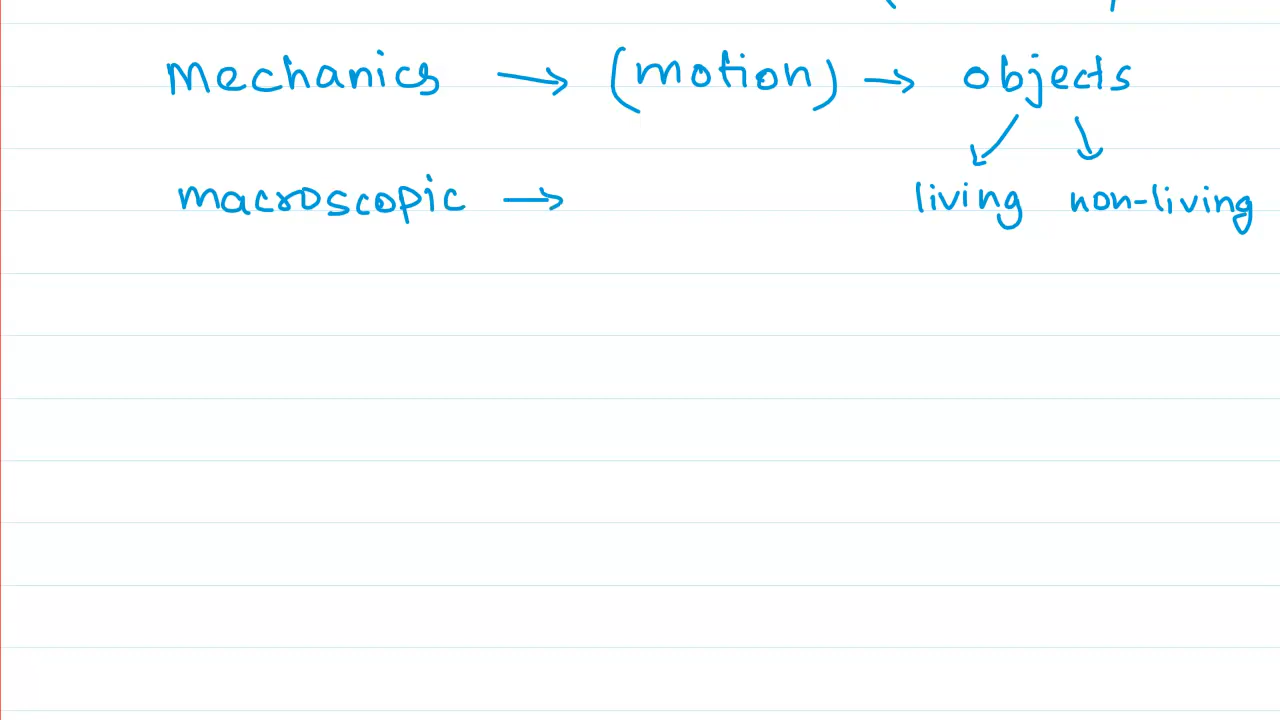 Mechanics → (motion) → objects
macroscopic → living non-living